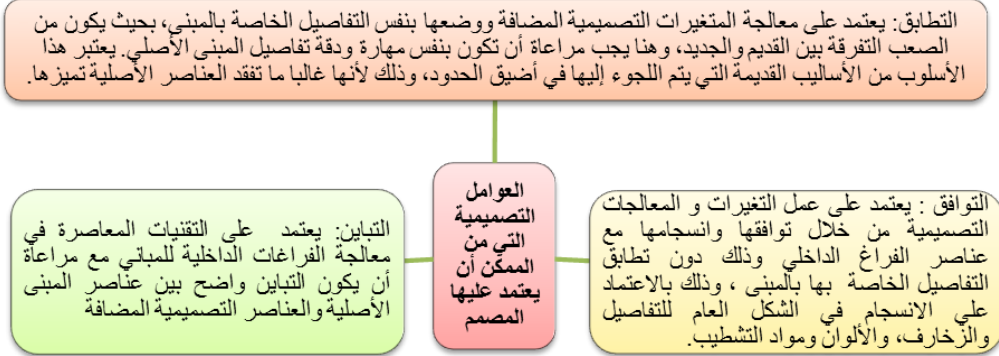 التطابق: يعتمد على معالجة المتغيرات التصميمية المضافة ووضعها بنفس التفاصيل الخاصة بالمبنى، بحيث يكون من
الصعب التفرقة بين القديم والجديد، وهنا يجب مراعاة أن تكون بنفس مهارة ودقة تفاصيل المبنى الأصلي. يعتبر هذا
الأسلوب من الأساليب القديمة التي يتم اللجوء إليها في أضيق الحدود، وذلك لأنها غالبا ما تفقد العناصر الأصلية تميزها.
العوامل
التصميمية
التي من
الممكن أن
يعتمد عليها
المصمم
التوافق : يعتمد على عمل التغيرات و المعالجات
التصميمية من خلال توافقها وانسجامها مع
عناصر الفراغ الداخلي وذلك دون تطابق
التفاصيل الخاصة بها بالمبنى ، وذلك بالاعتماد
علي الانسجام في الشكل العام للتفاصيل
والزخارف، والألوان ومواد التشطيب.
التباين: يعتمد على التقنيات المعاصرة في
معالجة الفراغات الداخلية للمباني مع مراعاة
أن يكون التباين واضح بين عناصر المبنى
الأصلية والعناصر التصميمية المضافة